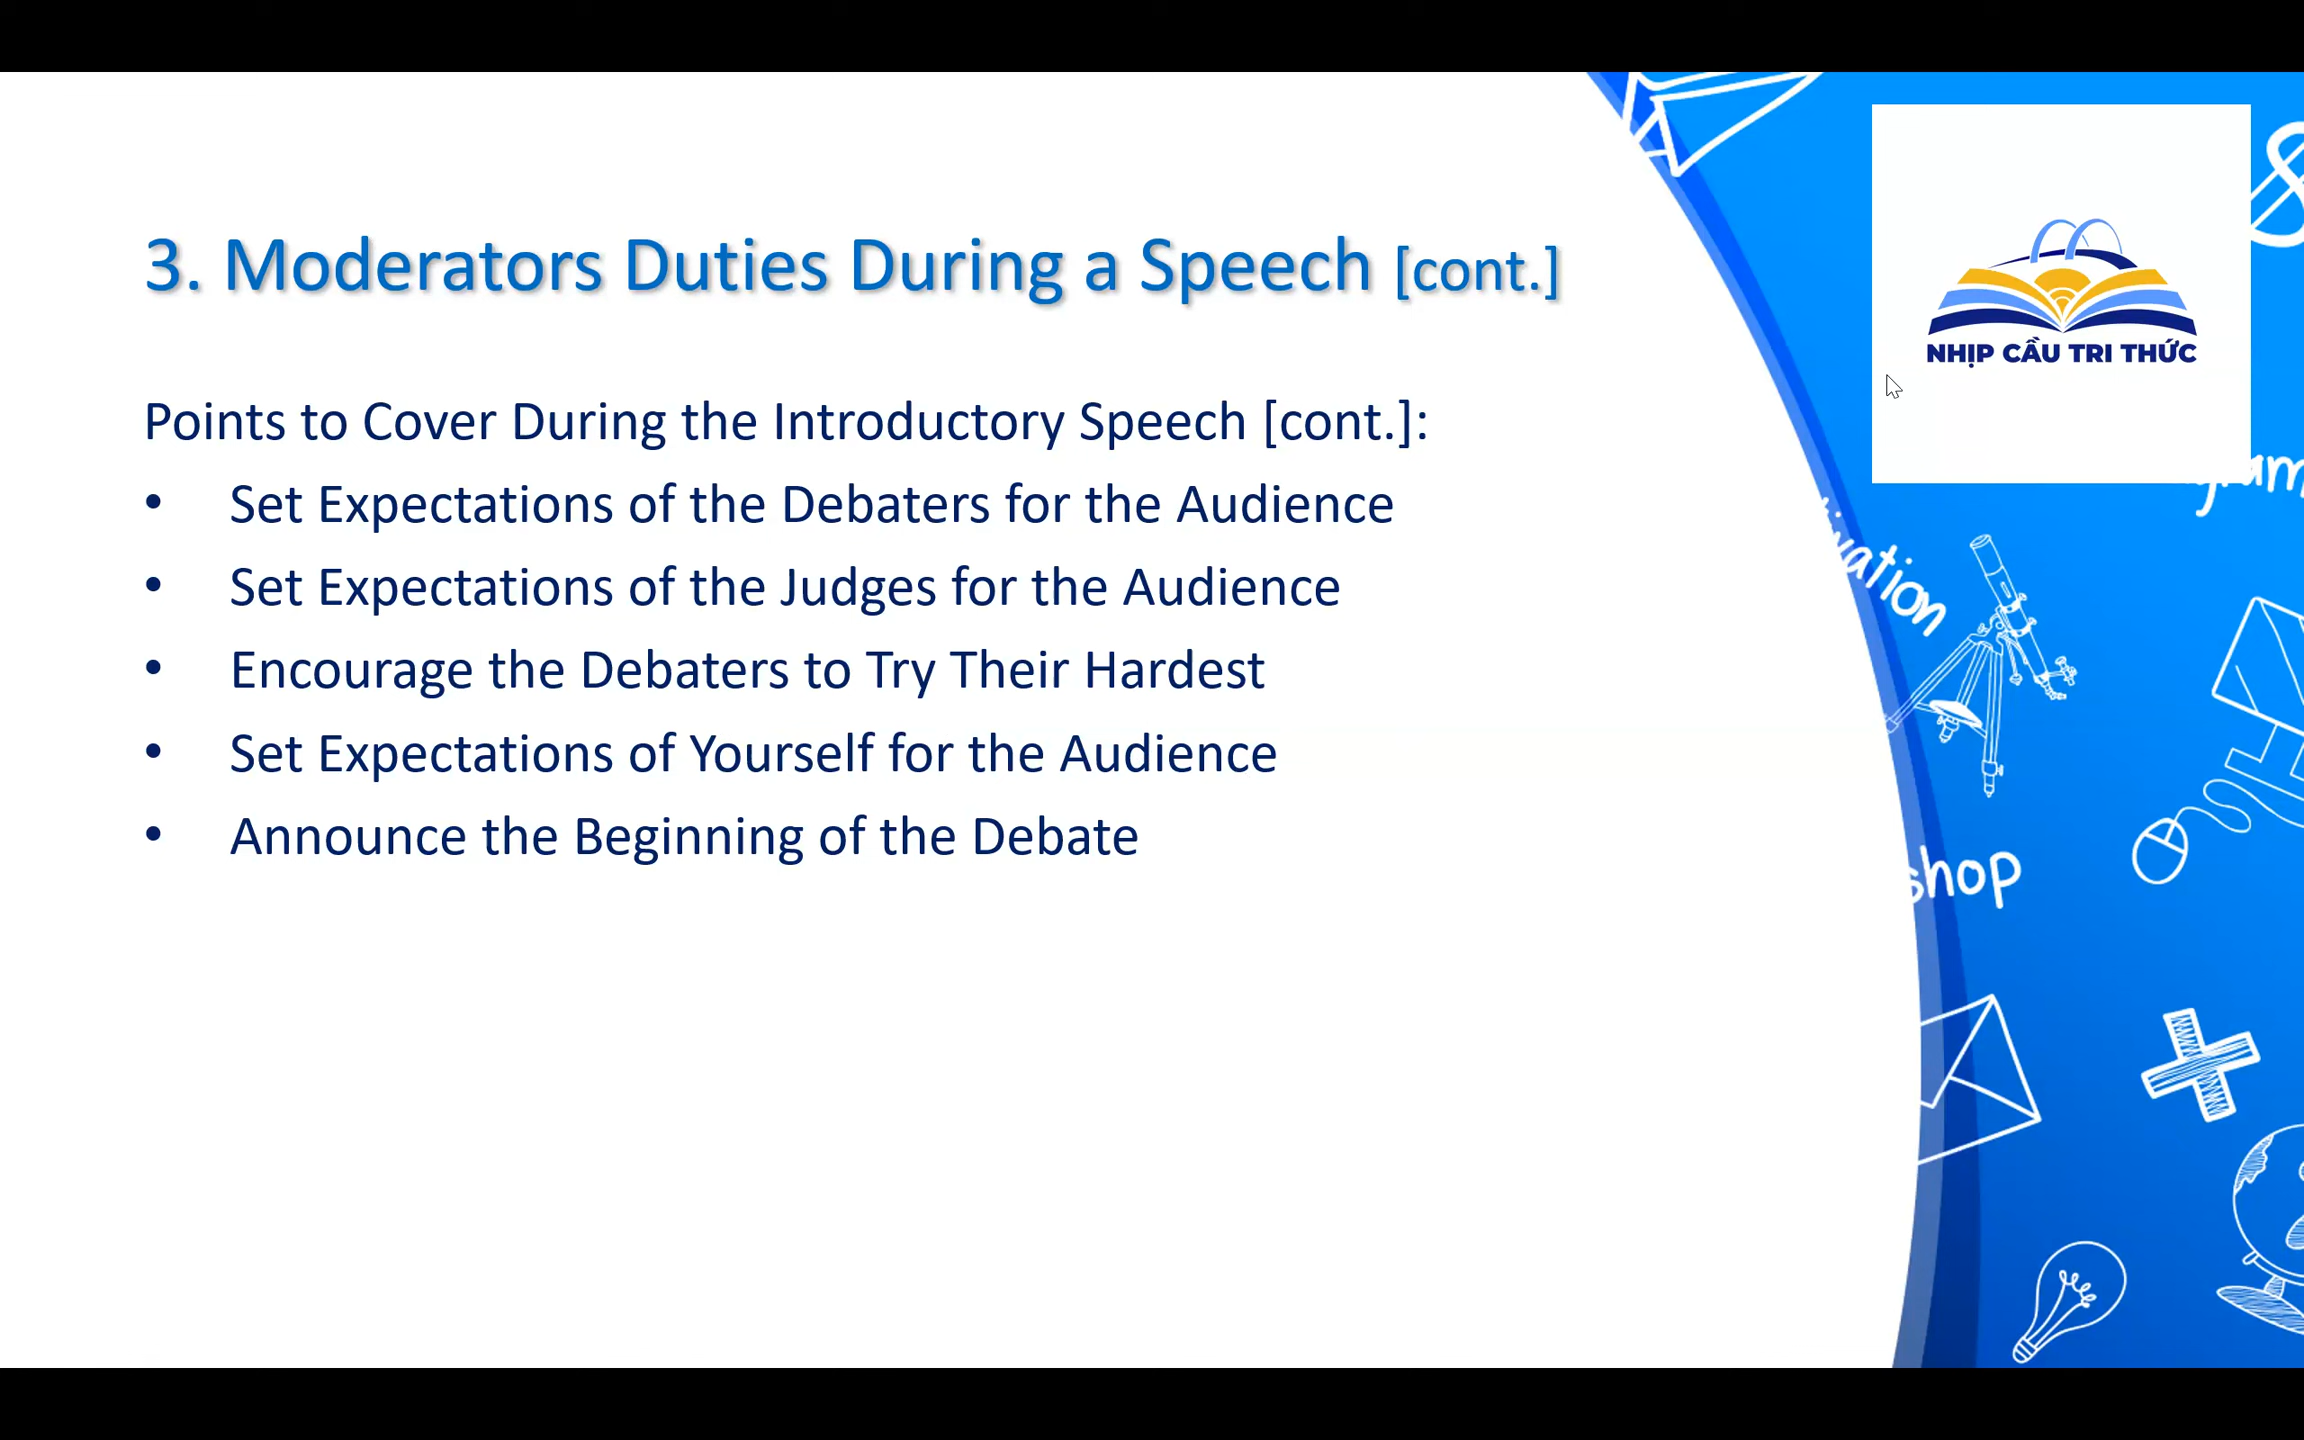 3. Moderators Duties During a Speech [cont.]
NHỊP CẦU TRI THỨC
Points to Cover During the Introductory Speech [cont.]:
• Set Expectations of the Debaters for the Audience
• Set Expectations of the Judges for the Audience
• Encourage the Debaters to Try Their Hardest
• Set Expectations of Yourself for the Audience
• Announce the Beginning of the Debate
shop